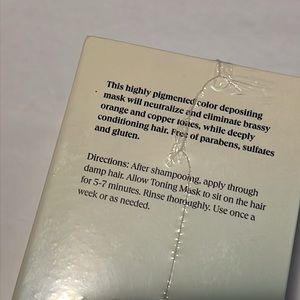 This highly pigmented color depositing
mask will neutralize and eliminate brassy
orange and copper tones, while deeply
conditioning hair. Free of parabens, sulfates
and gluten.
Directions: After shampooing, apply through
damp hair. Allow Toning Mask to sit on the hair
for 5-7 minutes. Rinse thoroughly. Use once a
week or as needed.